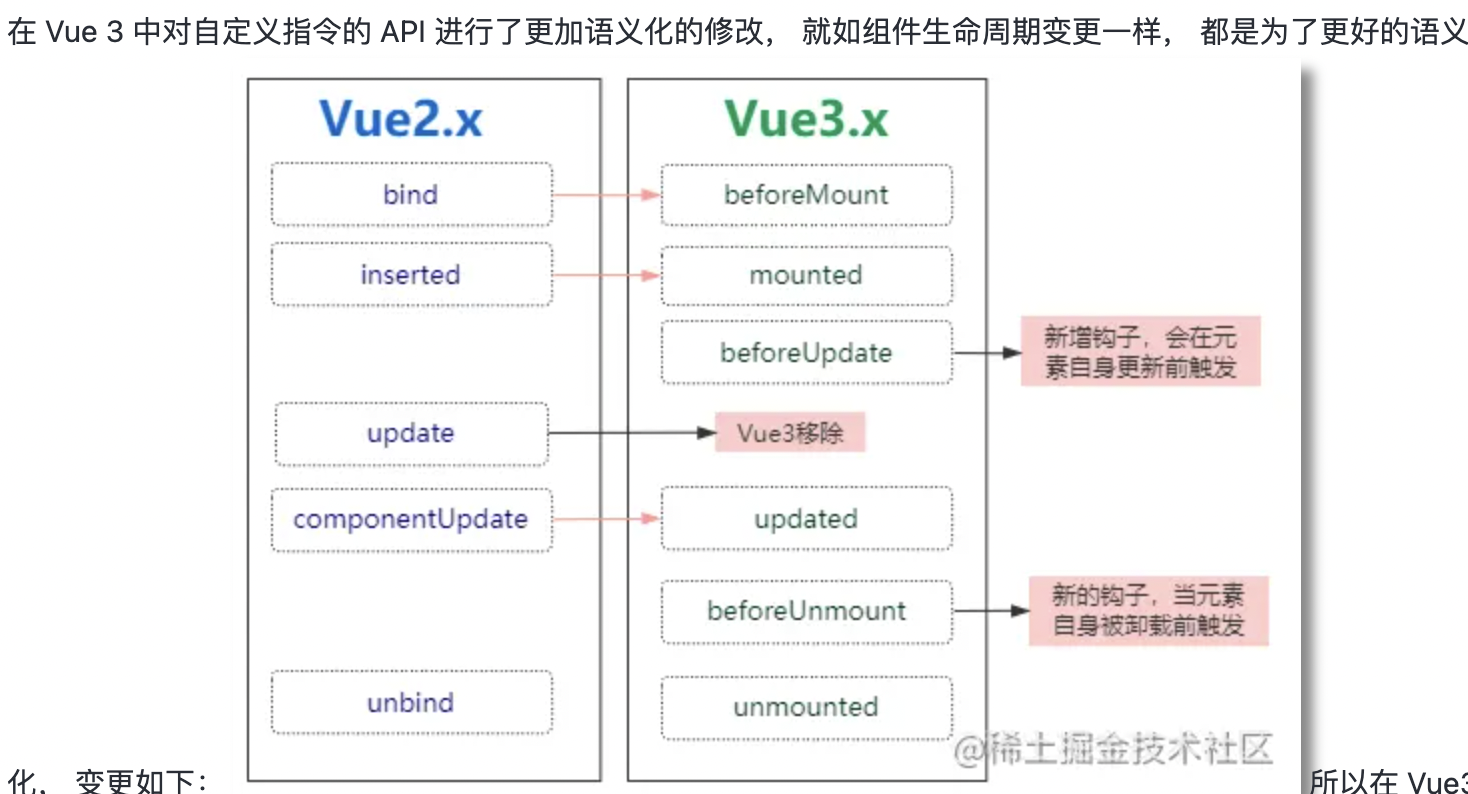 在 Vue 3 中对自定义指令的 API 进行了更加语义化的修改， 就如组件生命周期变更一样， 都是为了更好的语义
Vue2.x
Vue3.x
bind
beforeMount
inserted
mounted
beforeUpdate
新增钩子，会在元
素自身更新前触发
update
Vue3移除
componentUpdate
updated
beforeUnmount
新的钩子，当元素
自身被卸载前触发
unbind
unmounted
@稀土掘金技术社区
化， 变更如下：
所以在 Vue3